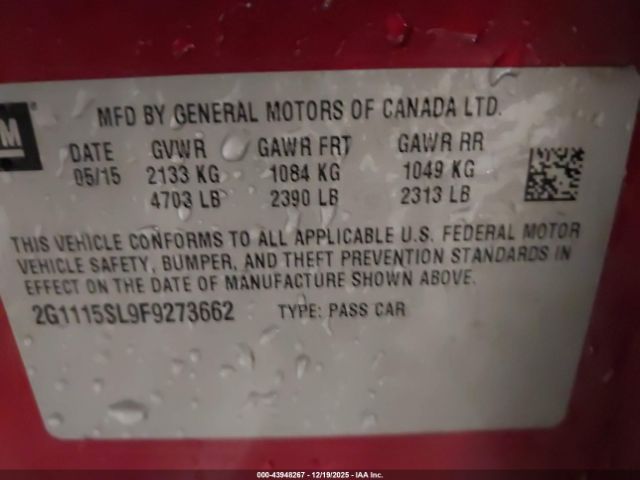 MFD BY GENERAL MOTORS OF CANADA LTD.
DATE GVWR GAWR FRT GAWR RR
05/15 2133 KG 1084 KG 1049 KG
4703 LB 2390 LB 2313 LB
THIS VEHICLE CONFORMS TO ALL APPLICABLE U.S. FEDERAL MOTOR
VEHICLE SAFETY, BUMPER, AND THEFT PREVENTION STANDARDS IN
EFFECT ON THE DATE OF MANUFACTURE SHOWN ABOVE.
2G1115SL9F9273662 TYPE: PASS CAR
000-43948267 - 12/19/2025 - IAA Inc.